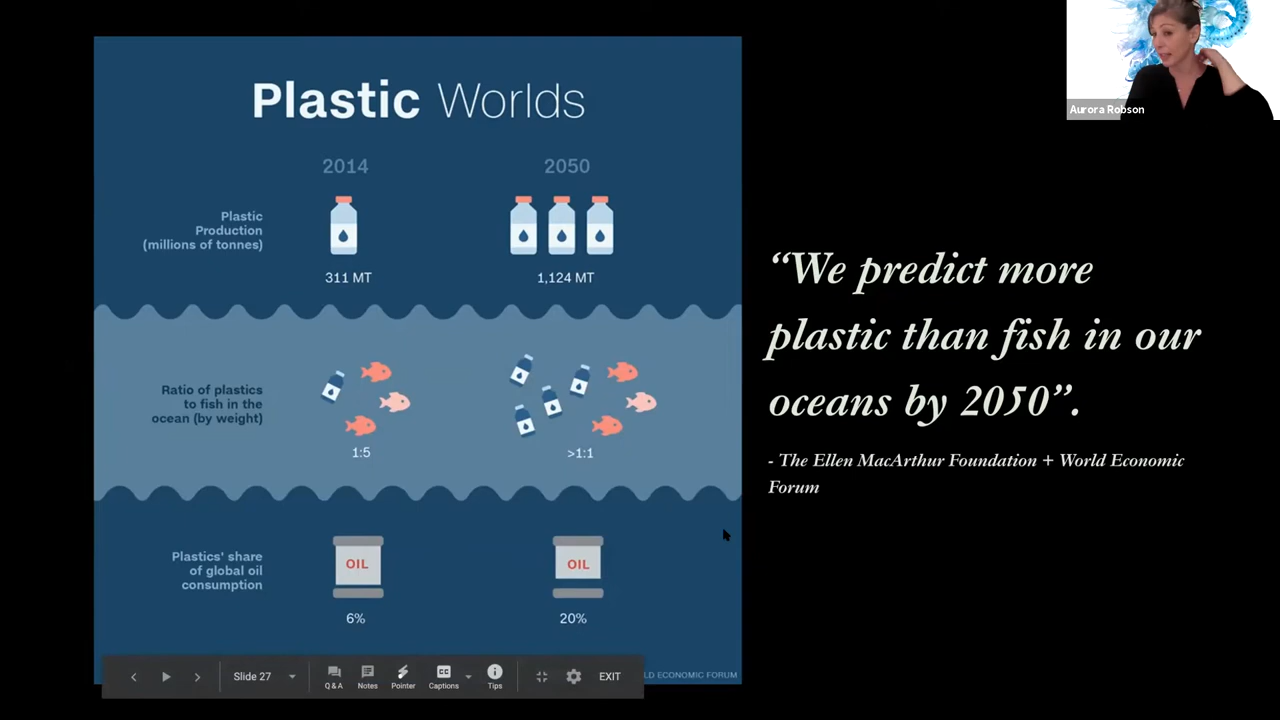 Plastic Worlds
2014
2050
Plastic
Production
(millions of tonnes)
311 MT
1,124 MT
Ratio of plastics
to fish in the
ocean (by weight)
1:5
>1:1
Plastics' share
of global oil
consumption
OIL
OIL
6%
20%
“We predict more
plastic than fish in our
oceans by 2050”.
- The Ellen MacArthur Foundation + World Economic
Forum
Aurora Robson
Slide 27
Q & A
Notes
Pointer
Captions
CC
Tips
EXIT
ECONOMIC FORUM